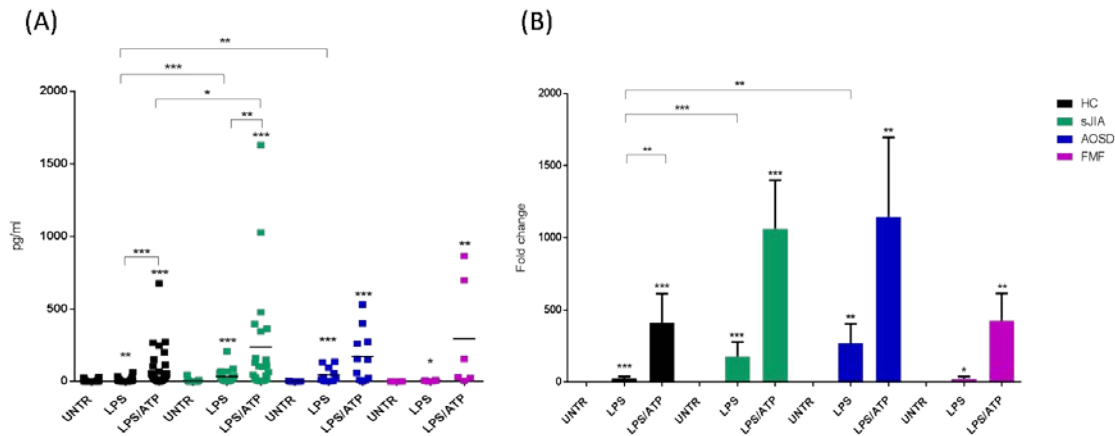 (A)
**
***
*
**
***
***
***
**
***
***
***
*
**
2000
1500
1000
500
0
pg/ml
UNTR
LPS
LPS/ATP
UNTR
LPS
LPS/ATP
UNTR
LPS
LPS/ATP
UNTR
LPS
LPS/ATP
(B)
**
***
**
***
***
***
***
**
**
*
**
2000
1500
1000
500
0
Fold change
UNTR
LPS
LPS/ATP
UNTR
LPS
LPS/ATP
UNTR
LPS
LPS/ATP
UNTR
LPS
LPS/ATP
HC
sJIA
AOSD
FMF